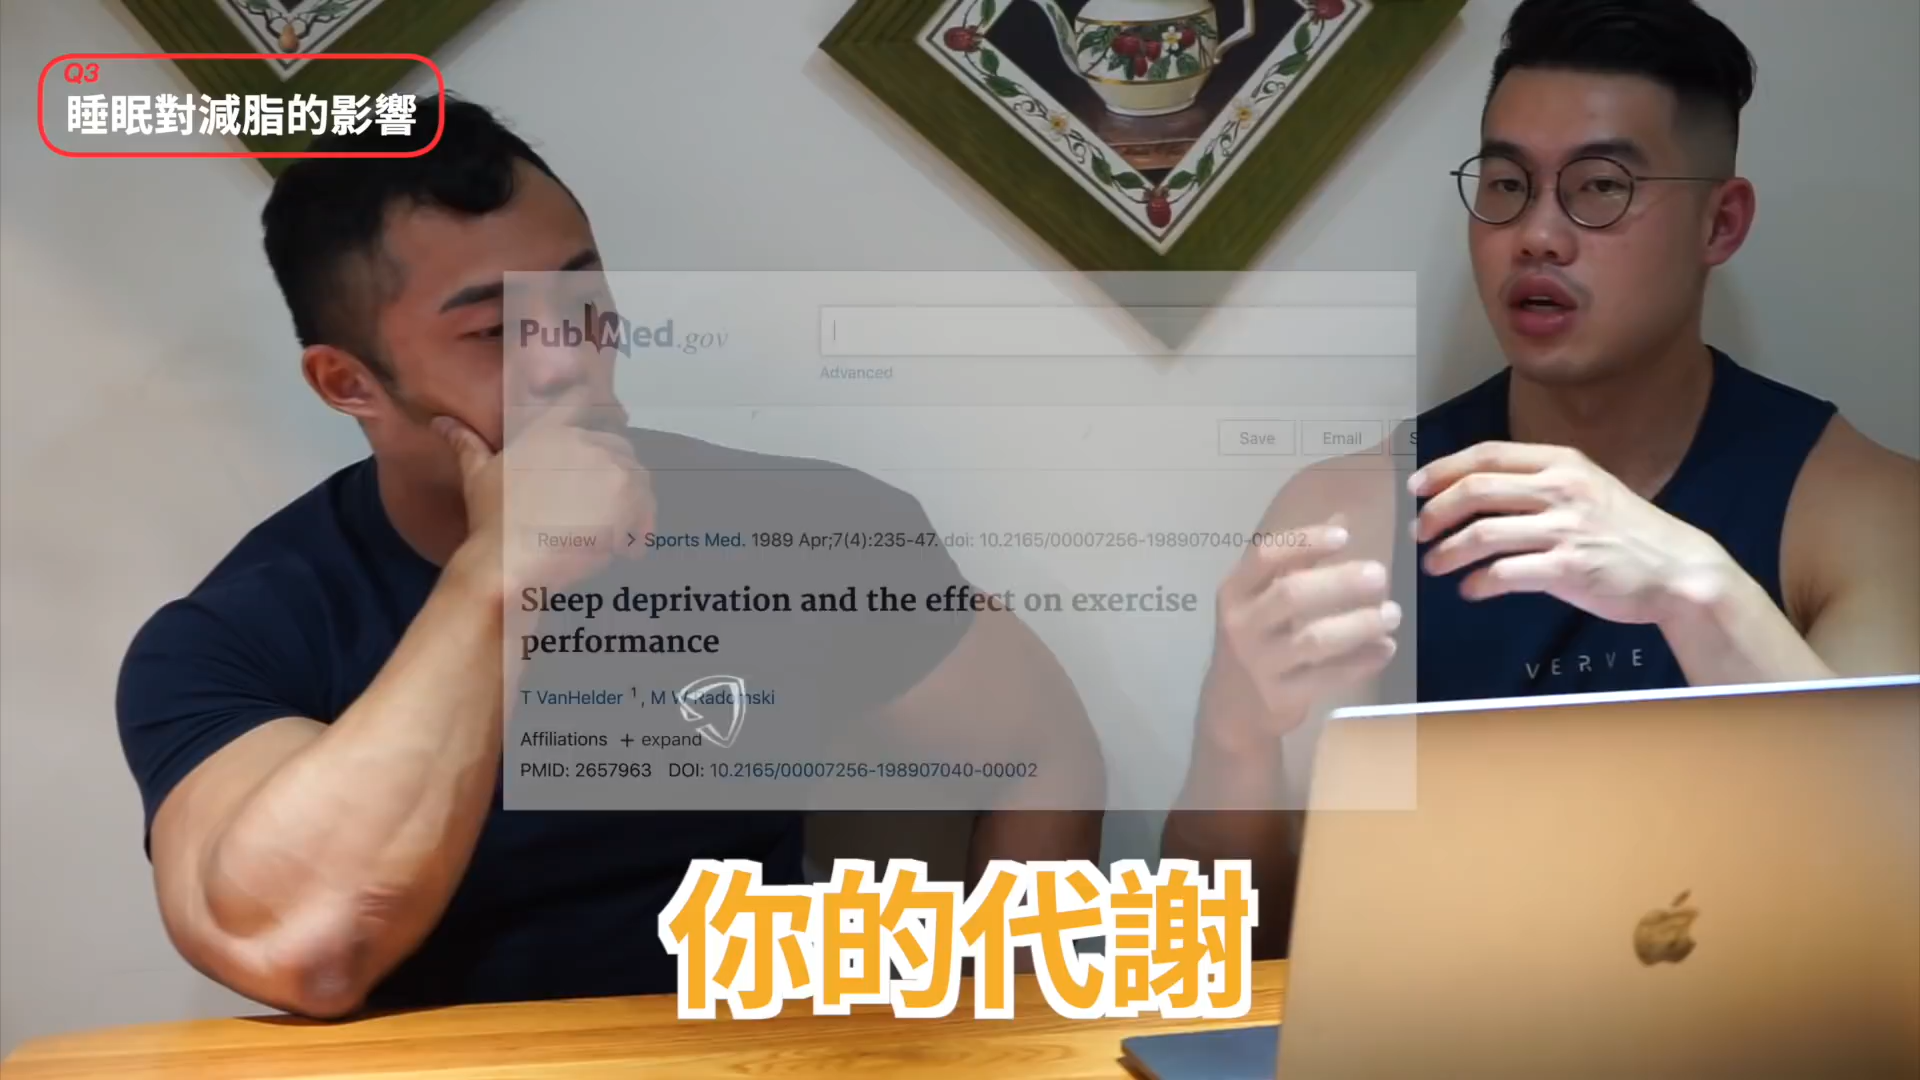 Q3
睡眠對減脂的影響
PubMed.gov
Advanced
Save
Email
Review
Sports Med. 1989 Apr;7(4):235-47. doi: 10.2165/00007256-198907040-00002.
Sleep deprivation and the effect on exercise
performance
T VanHelder 1, M W Radomski
Affiliations + expand
PMID: 2657963 DOI: 10.2165/00007256-198907040-00002
VERVE
你的代謝